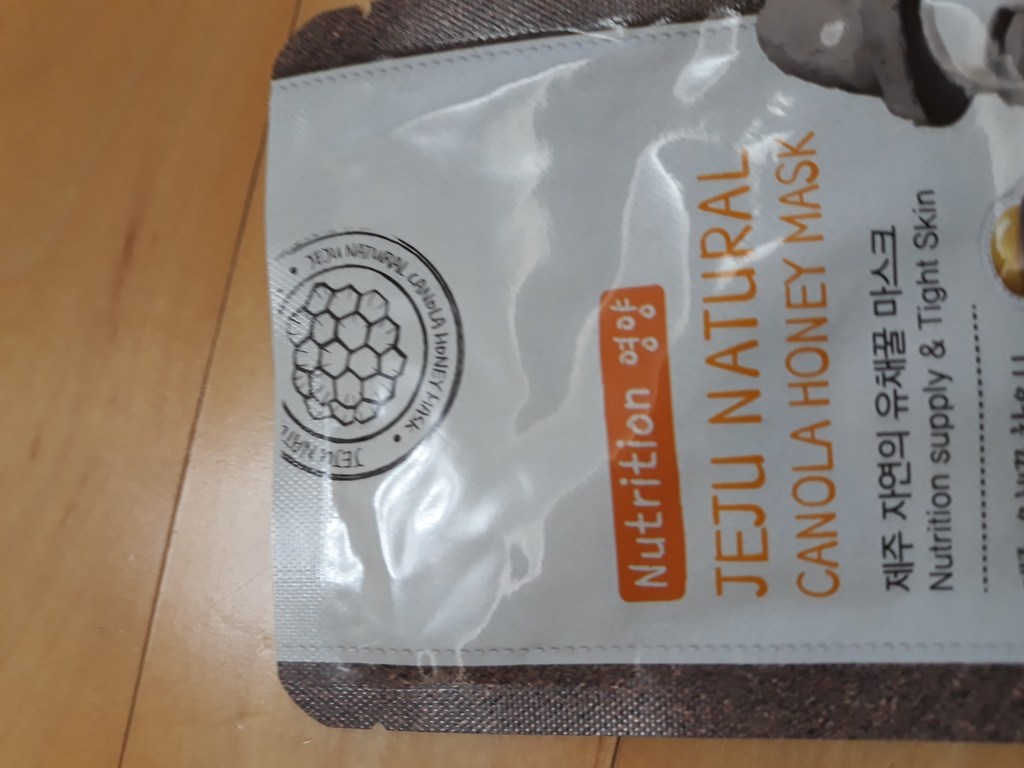 JEJU NATURAL CANOLA HONEY MASK
JEJU
Nutrition 영양
JEJU NATURAL
CANOLA HONEY MASK
제주 자연의 유채꿀 마스크
Nutrition supply & Tight Skin